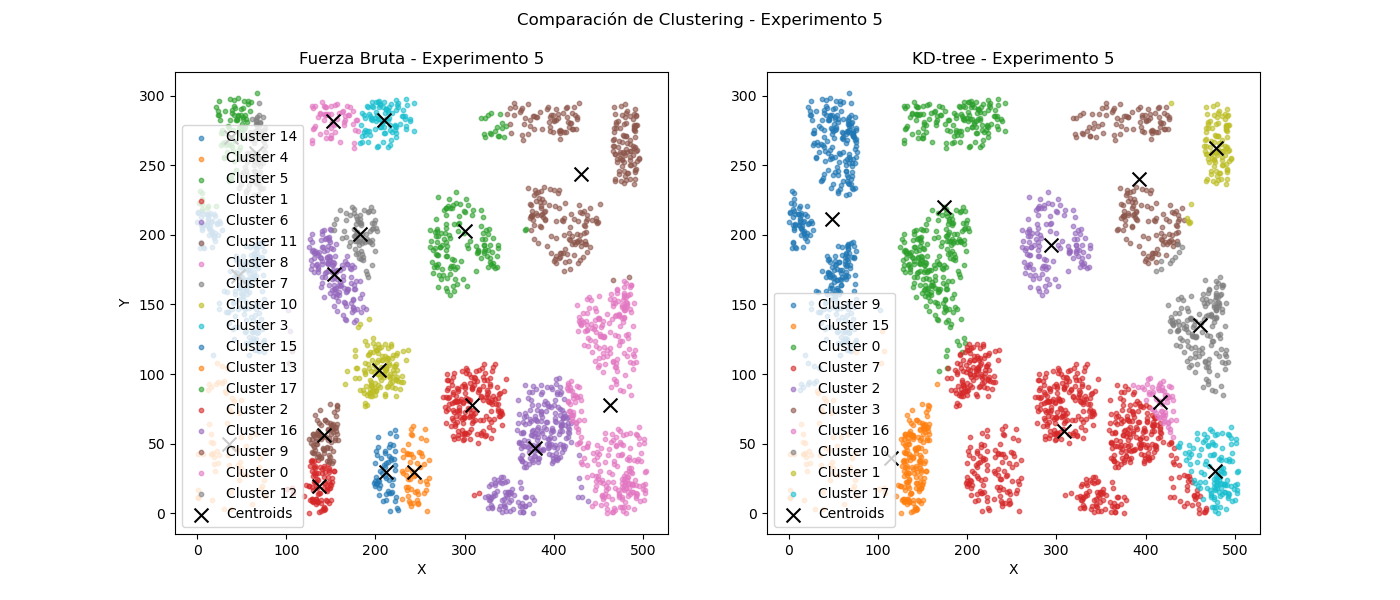 Comparación de Clustering - Experimento 5
Fuerza Bruta - Experimento 5
300
250
200
150
100
50
0
Y
Cluster 14
Cluster 4
Cluster 5
Cluster 1
Cluster 6
Cluster 11
Cluster 8
Cluster 7
Cluster 10
Cluster 3
Cluster 15
Cluster 13
Cluster 17
Cluster 2
Cluster 16
Cluster 9
Cluster 0
Cluster 12
Centroids
0 100 200 300 400 500
X
KD-tree - Experimento 5
300
250
200
150
100
50
0
Cluster 9
Cluster 15
Cluster 0
Cluster 7
Cluster 2
Cluster 3
Cluster 16
Cluster 10
Cluster 1
Cluster 17
Centroids
0 100 200 300 400 500
X